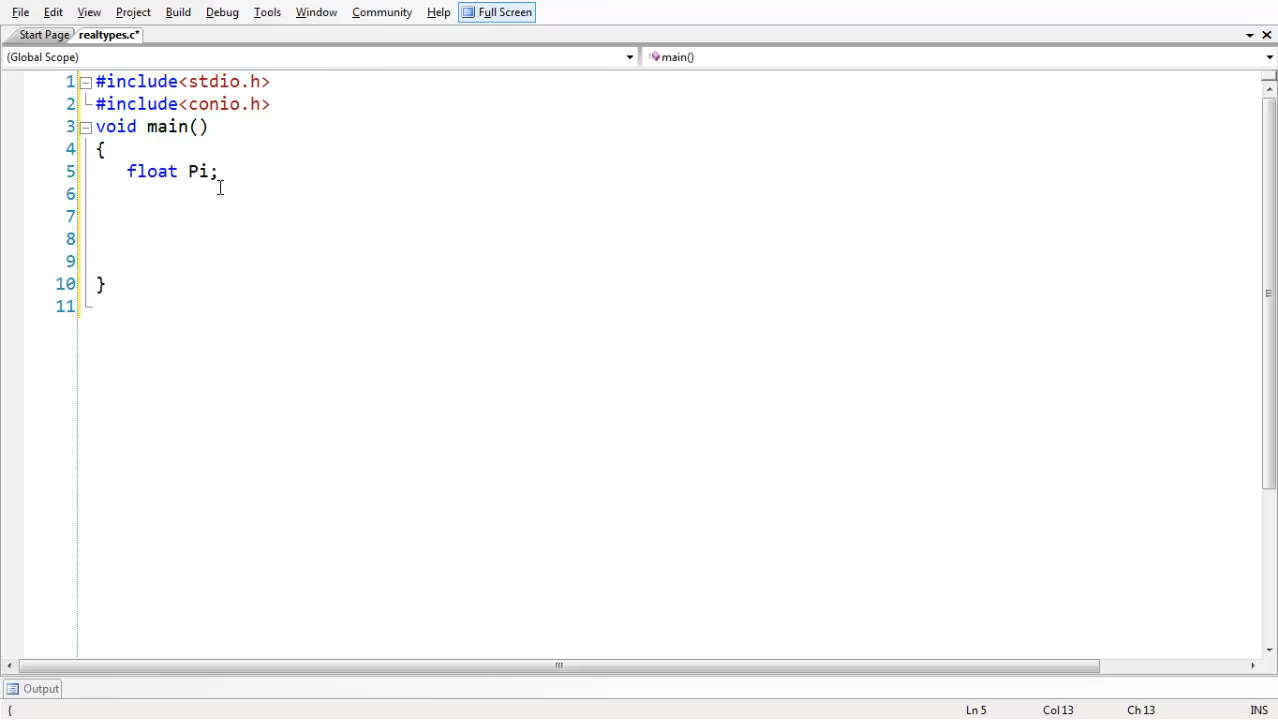 File Edit View Project Build Debug Tools Window Community Help Full Screen
Start Page realtypes.c*
(Global Scope) main()
1 #include<stdio.h>
2 #include<conio.h>
3 void main()
4 {
5 float Pi;
6
7
8
9
10 }
11
Output
{ Ln 5 Col 13 Ch 13 INS